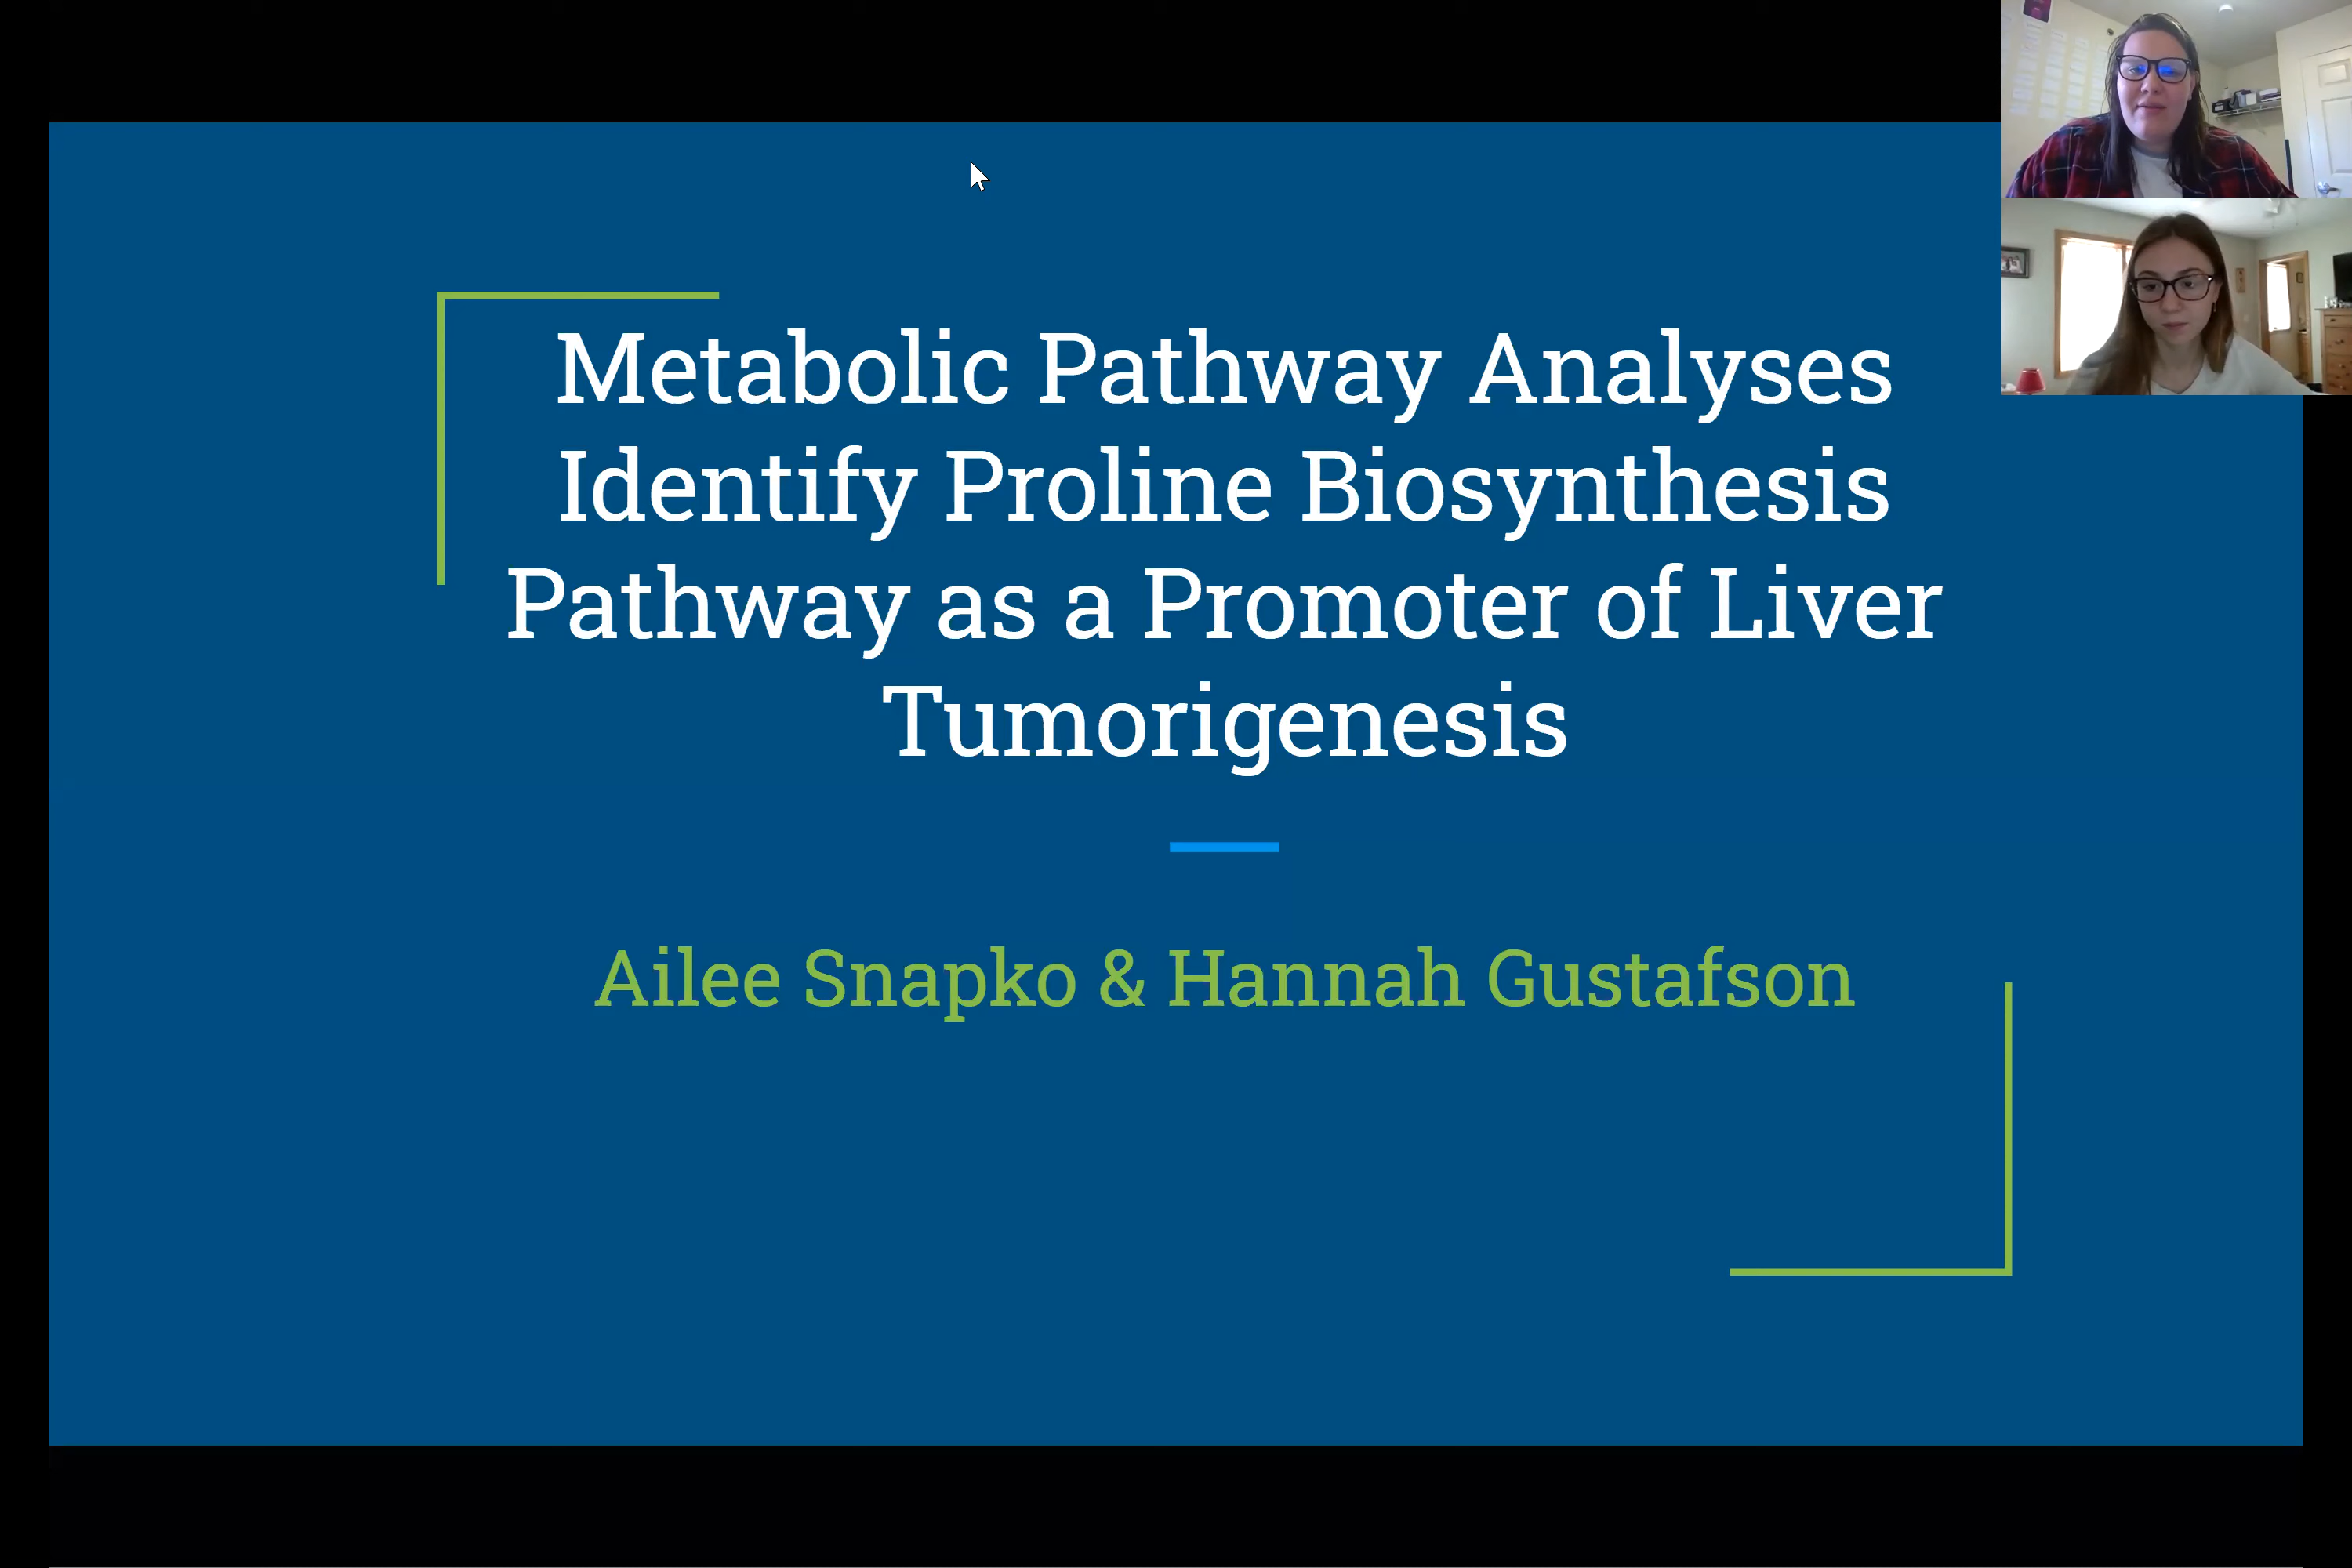 Metabolic Pathway Analyses
Identify Proline Biosynthesis
Pathway as a Promoter of Liver
Tumorigenesis
Ailee Snapko & Hannah Gustafson